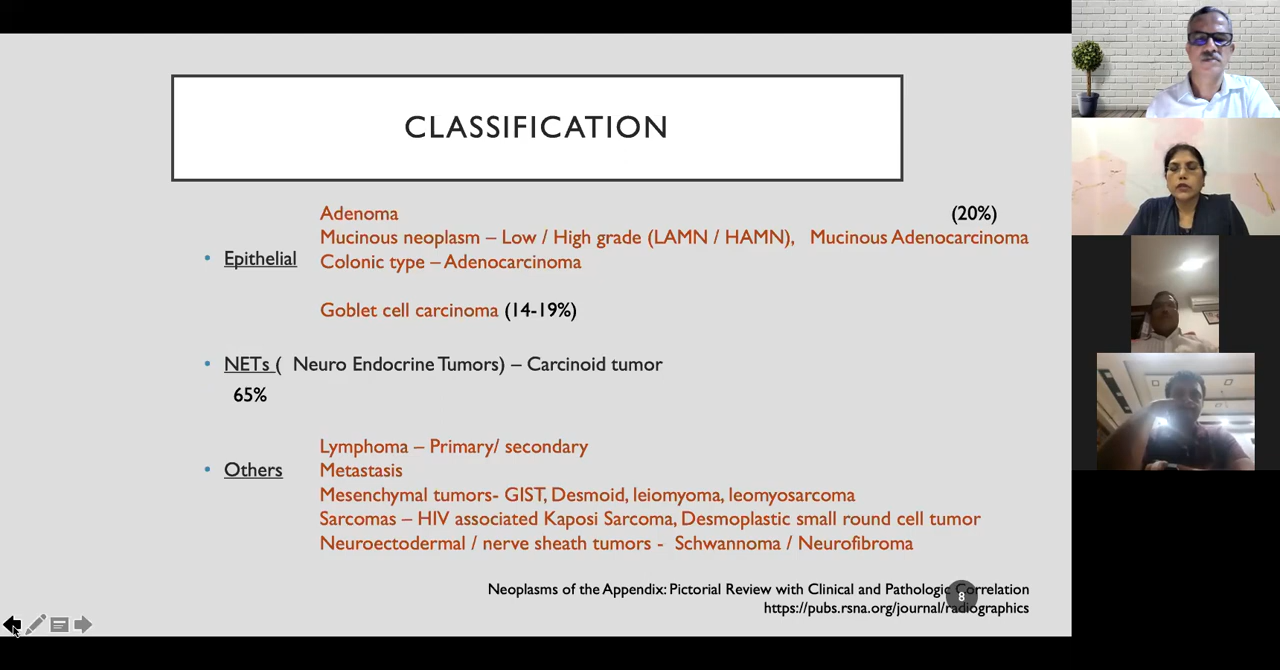 CLASSIFICATION
Adenoma (20%)
Mucinous neoplasm – Low / High grade (LAMN / HAMN), Mucinous Adenocarcinoma
• Epithelial
Colonic type – Adenocarcinoma
Goblet cell carcinoma (14-19%)
• NETs ( Neuro Endocrine Tumors) – Carcinoid tumor
65%
Lymphoma – Primary/ secondary
• Others
Metastasis
Mesenchymal tumors- GIST, Desmoid, leiomyoma, leomyosarcoma
Sarcomas – HIV associated Kaposi Sarcoma, Desmoplastic small round cell tumor
Neuroectodermal / nerve sheath tumors - Schwannoma / Neurofibroma
Neoplasms of the Appendix: Pictorial Review with Clinical and Pathologic Correlation
8
https://pubs.rsna.org/journal/radiographics